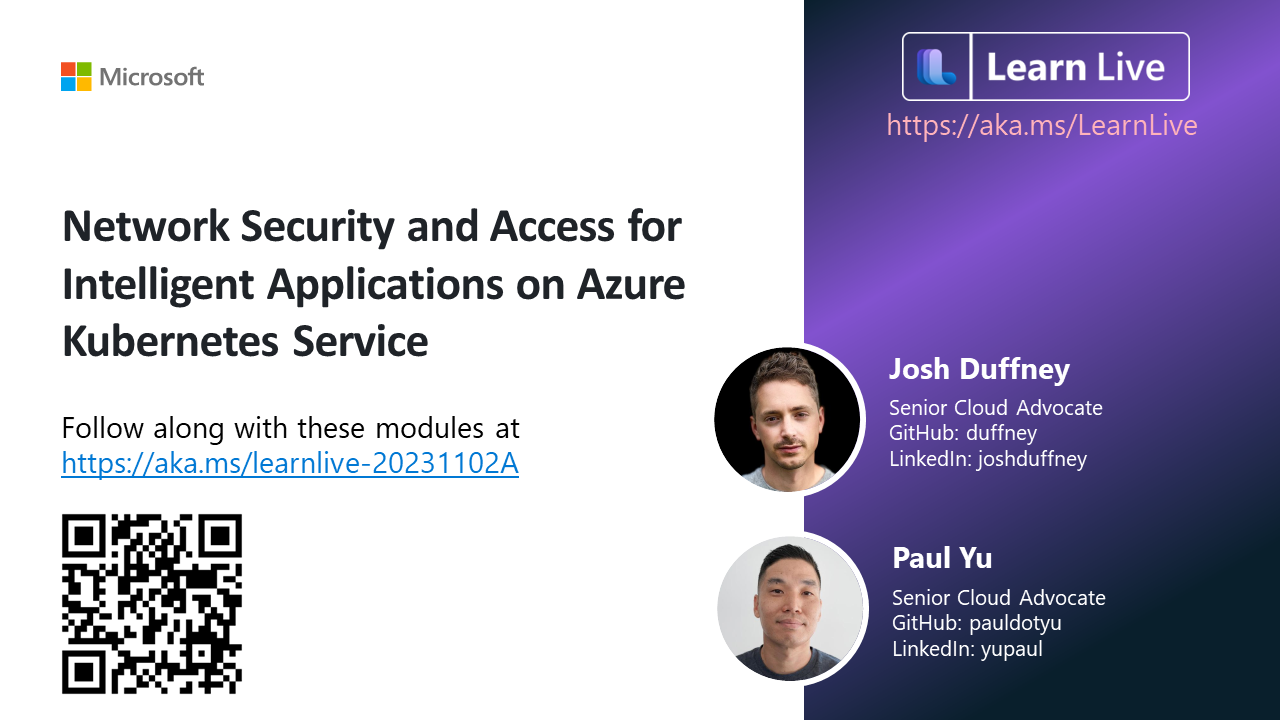 Microsoft
Learn Live
https://aka.ms/LearnLive
Network Security and Access for
Intelligent Applications on Azure
Kubernetes Service
Follow along with these modules at
https://aka.ms/learnlive-20231102A
Josh Duffney
Senior Cloud Advocate
GitHub: duffney
LinkedIn: joshduffney
Paul Yu
Senior Cloud Advocate
GitHub: pauldotyu
LinkedIn: yupaul